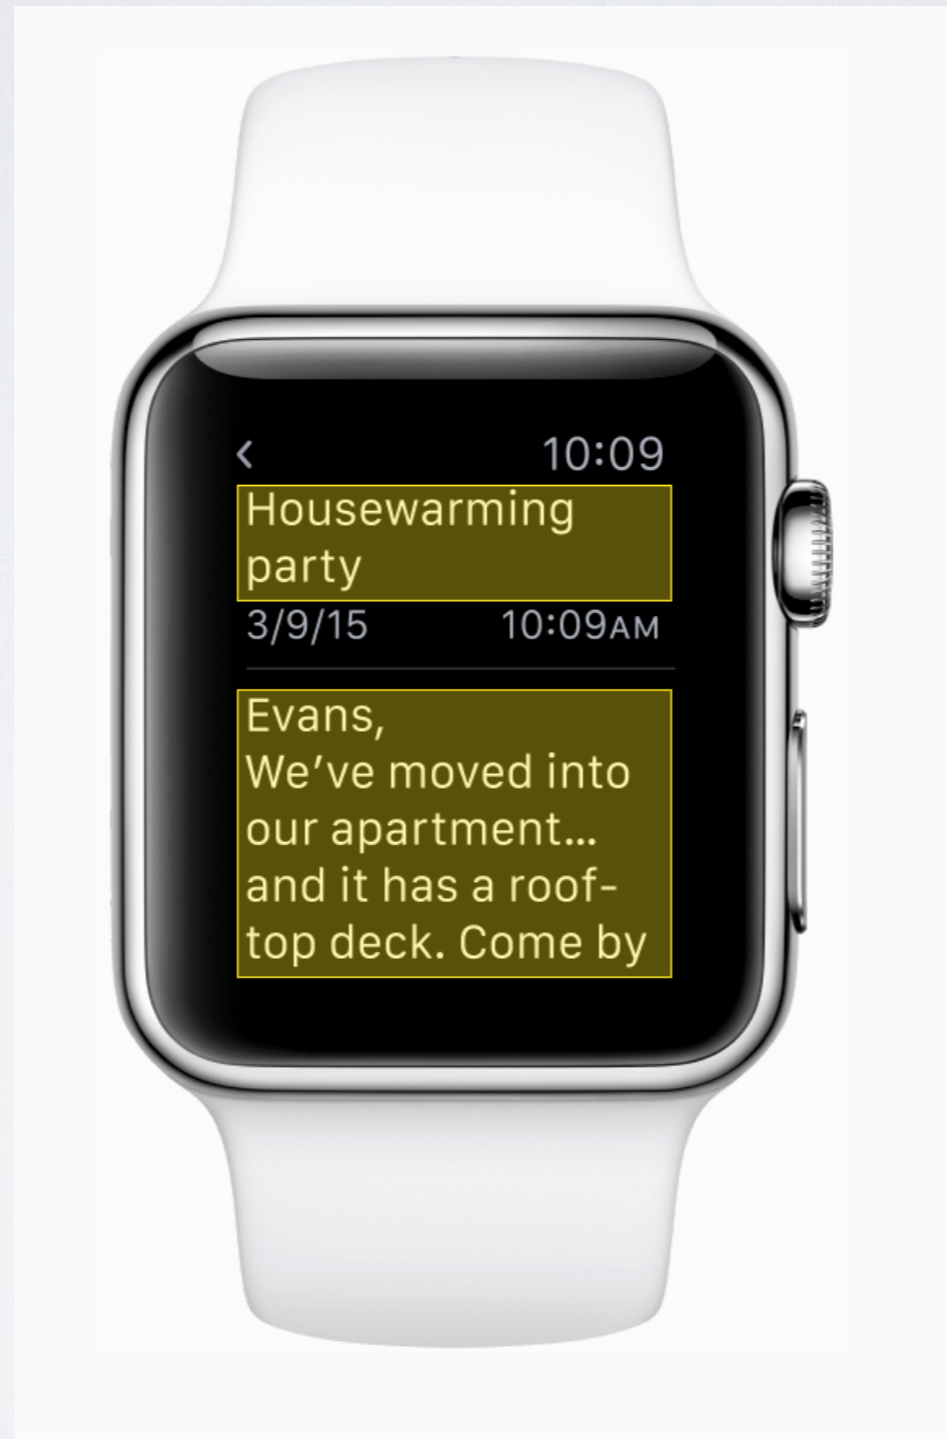 < 10:09
Housewarming
party
3/9/15 10:09AM
Evans,
We’ve moved into
our apartment…
and it has a roof-
top deck. Come by